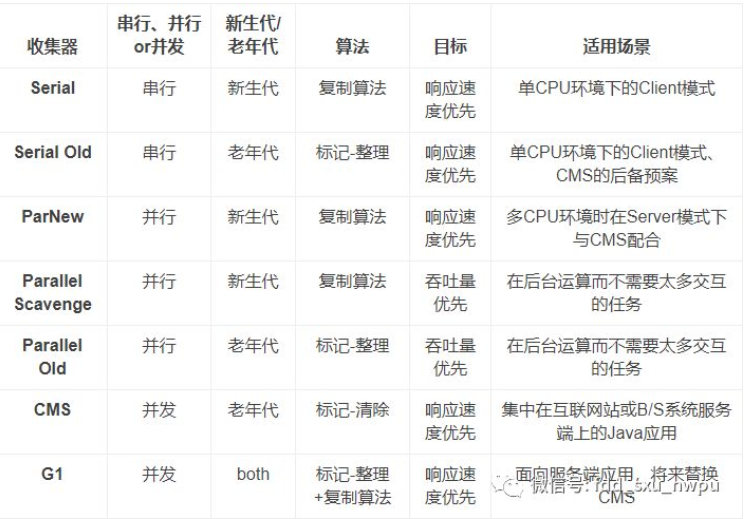 收集器 串行、并行or并发 新生代/老年代 算法 目标 适用场景
Serial 串行 新生代 复制算法 响应速度优先 单CPU环境下的Client模式
Serial Old 串行 老年代 标记-整理 响应速度优先 单CPU环境下的Client模式、CMS的后备预案
ParNew 并行 新生代 复制算法 响应速度优先 多CPU环境时在Server模式下与CMS配合
Parallel Scavenge 并行 新生代 复制算法 吞吐量优先 在后台运算而不需要太多交互的任务
Parallel Old 并行 老年代 标记-整理 吞吐量优先 在后台运算而不需要太多交互的任务
CMS 并发 老年代 标记-清除 响应速度优先 集中在互联网站或B/S系统服务端上的Java应用
G1 并发 both 标记-整理+复制算法 响应速度优先 面向服务端应用，将来替换CMS
微信号: sxu_nwpu